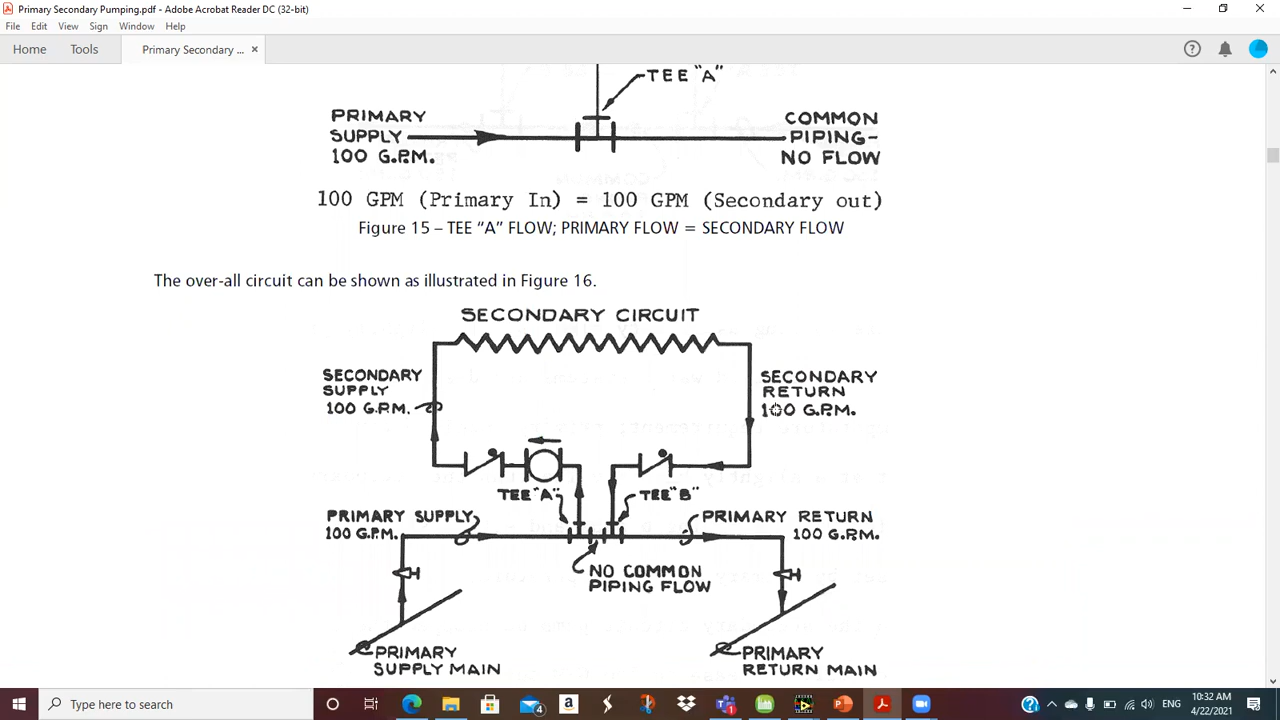 Primary Secondary Pumping.pdf - Adobe Acrobat Reader DC (32-bit)
File Edit View Sign Window Help
Home Tools Primary Secondary ... ×
TEE "A"
PRIMARY
SUPPLY
100 G.P.M.
COMMON
PIPING-
NO FLOW
100 GPM (Primary In) = 100 GPM (Secondary out)
Figure 15 – TEE “A” FLOW; PRIMARY FLOW = SECONDARY FLOW
The over-all circuit can be shown as illustrated in Figure 16.
SECONDARY CIRCUIT
SECONDARY
SUPPLY
100 G.P.M.
SECONDARY
RETURN
100 G.P.M.
TEE "A"
TEE "B"
PRIMARY SUPPLY
100 G.P.M.
PRIMARY RETURN
100 G.P.M.
NO COMMON
PIPING FLOW
PRIMARY
SUPPLY MAIN
PRIMARY
RETURN MAIN
Type here to search
4
ENG
10:32 AM
4/22/2021